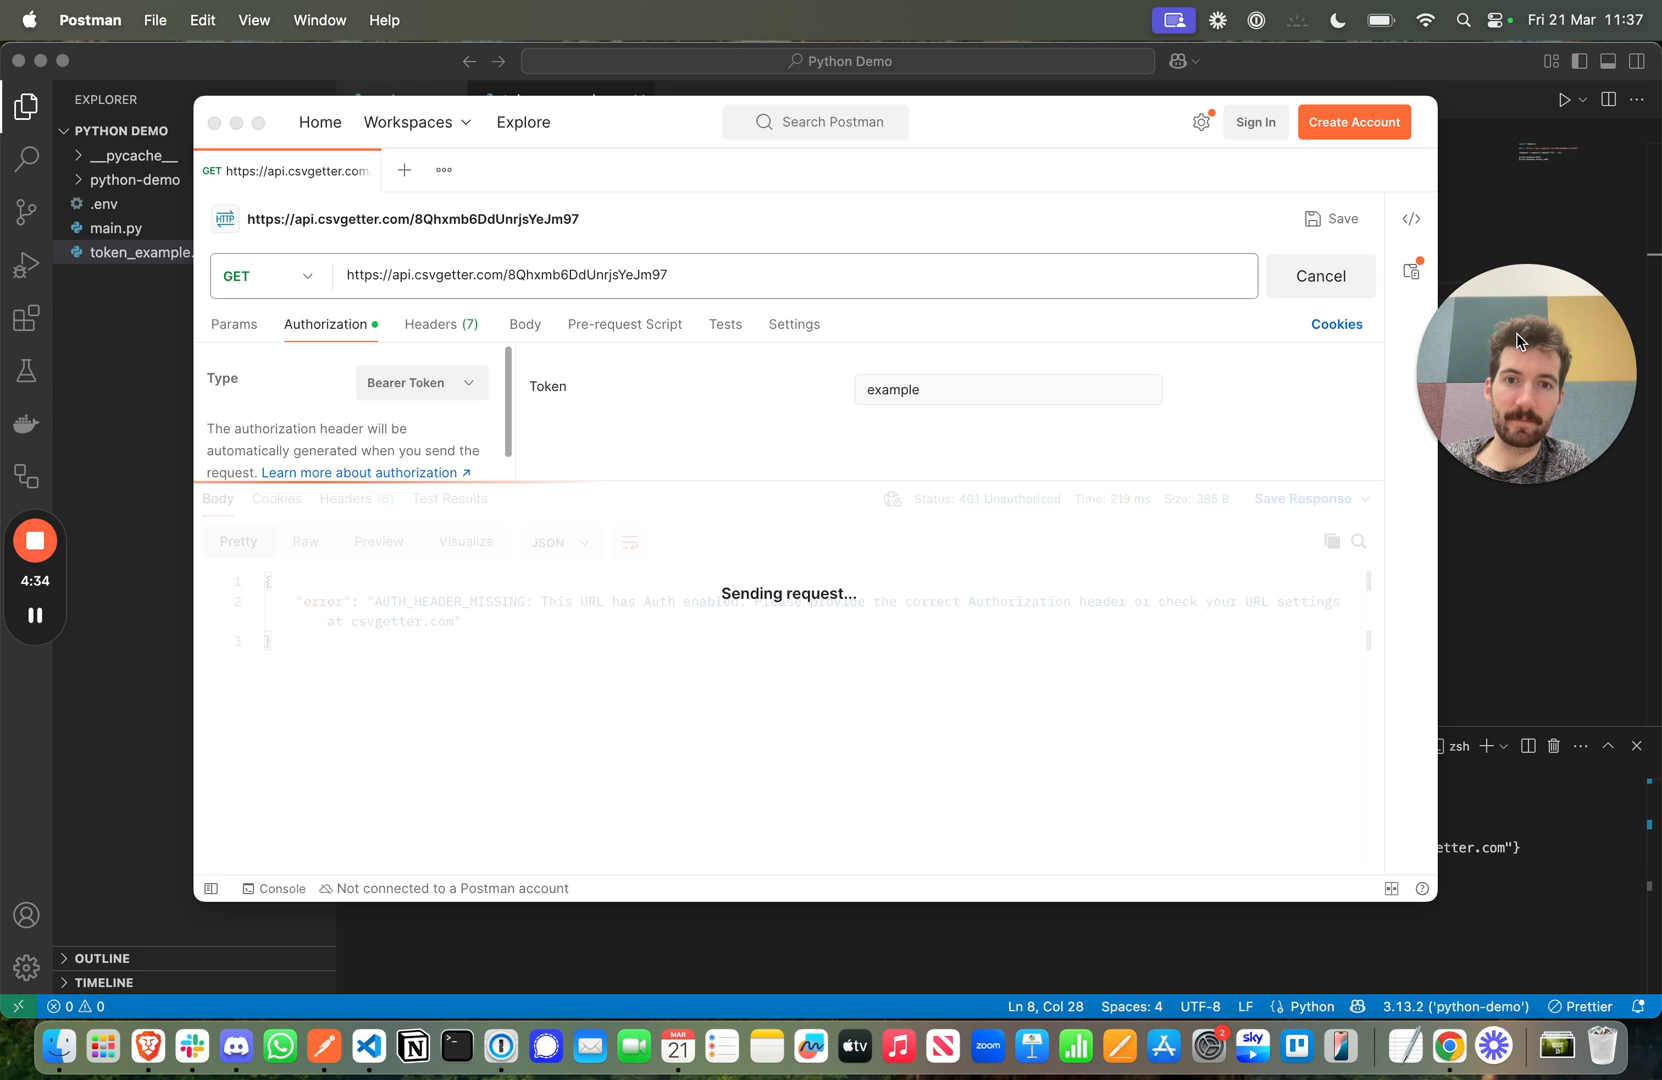 Postman File Edit View Window Help
Fri 21 Mar 11:37
Python Demo
EXPLORER
PYTHON DEMO
__pycache__
python-demo
.env
main.py
token_example.
Home Workspaces Explore
Search Postman
Sign In
Create Account
GET https://api.csvgetter.com
HTTP https://api.csvgetter.com/8Qhxmb6DdUnrjsYeJm97
Save
GET https://api.csvgetter.com/8Qhxmb6DdUnrjsYeJm97
Cancel
Params Authorization Headers (7) Body Pre-request Script Tests Settings Cookies
Type Bearer Token
Token example
The authorization header will be
automatically generated when you send the
request. Learn more about authorization ↗
Body Cookies Headers (6) Test Results Status: 401 Unauthorized Time: 219 ms Size: 385 B Save Response
Pretty Raw Preview Visualize JSON
Sending request...
1 {
2 "error": "AUTH_HEADER_MISSING: This URL has Auth enabled. Please provide the correct Authorization header or check your URL settings
at csvgetter.com"
3 }
4:34
zsh
etter.com"}
Console Not connected to a Postman account
OUTLINE
TIMELINE
0 0 Ln 8, Col 28 Spaces: 4 UTF-8 LF {} Python 3.13.2 ('python-demo') Prettier
MAR
21
tv
zoom
2
sky